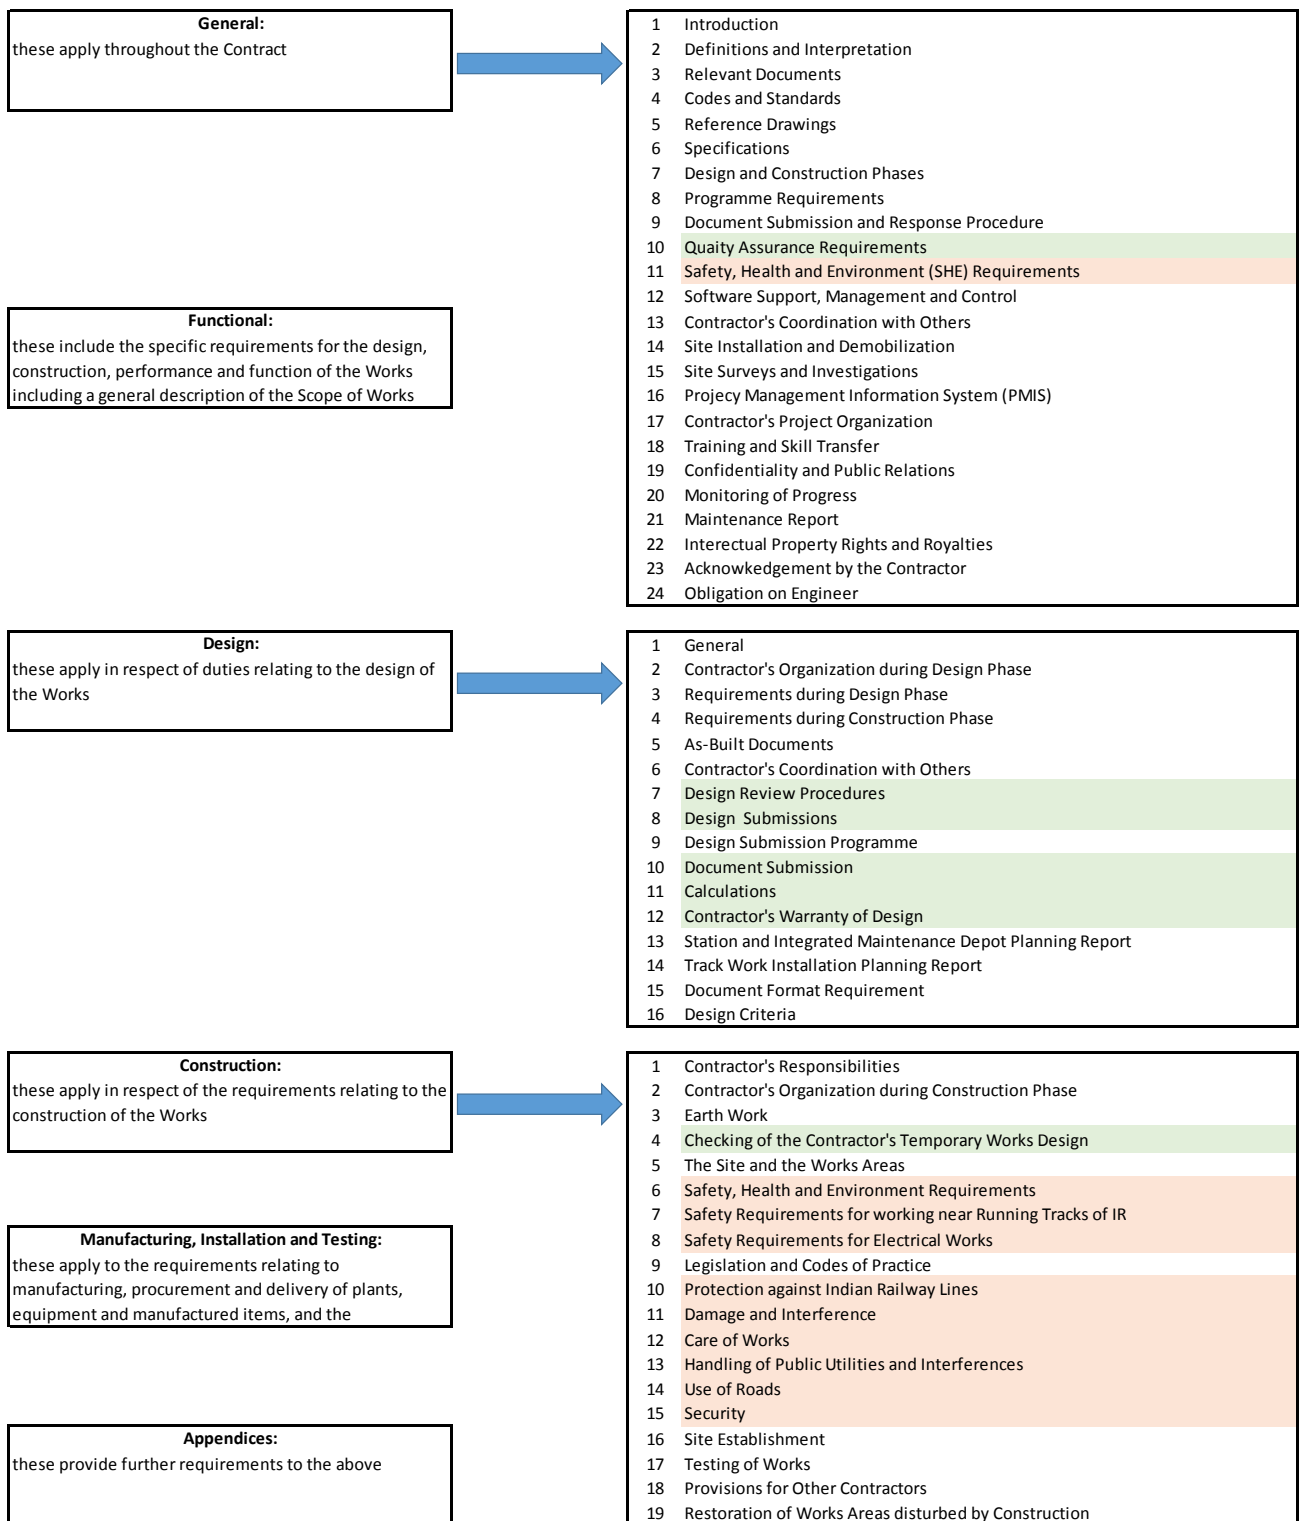 General:
these apply throughout the Contract
1 Introduction
2 Definitions and Interpretation
3 Relevant Documents
4 Codes and Standards
5 Reference Drawings
6 Specifications
7 Design and Construction Phases
8 Programme Requirements
9 Document Submission and Response Procedure
10 Quaity Assurance Requirements
11 Safety, Health and Environment (SHE) Requirements
12 Software Support, Management and Control
13 Contractor's Coordination with Others
14 Site Installation and Demobilization
15 Site Surveys and Investigations
16 Projecy Management Information System (PMIS)
17 Contractor's Project Organization
18 Training and Skill Transfer
19 Confidentiality and Public Relations
20 Monitoring of Progress
21 Maintenance Report
22 Interectual Property Rights and Royalties
23 Acknowkedgement by the Contractor
24 Obligation on Engineer
Functional:
these include the specific requirements for the design,
construction, performance and function of the Works
including a general description of the Scope of Works
Design:
these apply in respect of duties relating to the design of
the Works
1 General
2 Contractor's Organization during Design Phase
3 Requirements during Design Phase
4 Requirements during Construction Phase
5 As-Built Documents
6 Contractor's Coordination with Others
7 Design Review Procedures
8 Design  Submissions
9 Design Submission Programme
10 Document Submission
11 Calculations
12 Contractor's Warranty of Design
13 Station and Integrated Maintenance Depot Planning Report
14 Track Work Installation Planning Report
15 Document Format Requirement
16 Design Criteria
Construction:
these apply in respect of the requirements relating to the
construction of the Works
1 Contractor's Responsibilities
2 Contractor's Organization during Construction Phase
3 Earth Work
4 Checking of the Contractor's Temporary Works Design
5 The Site and the Works Areas
6 Safety, Health and Environment Requirements
7 Safety Requirements for working near Running Tracks of IR
8 Safety Requirements for Electrical Works
9 Legislation and Codes of Practice
10 Protection against Indian Railway Lines
11 Damage and Interference
12 Care of Works
13 Handling of Public Utilities and Interferences
14 Use of Roads
15 Security
16 Site Establishment
17 Testing of Works
18 Provisions for Other Contractors
19 Restoration of Works Areas disturbed by Construction
Manufacturing, Installation and Testing:
these apply to the requirements relating to
manufacturing, procurement and delivery of plants,
equipment and manufactured items, and the
Appendices:
these provide further requirements to the above